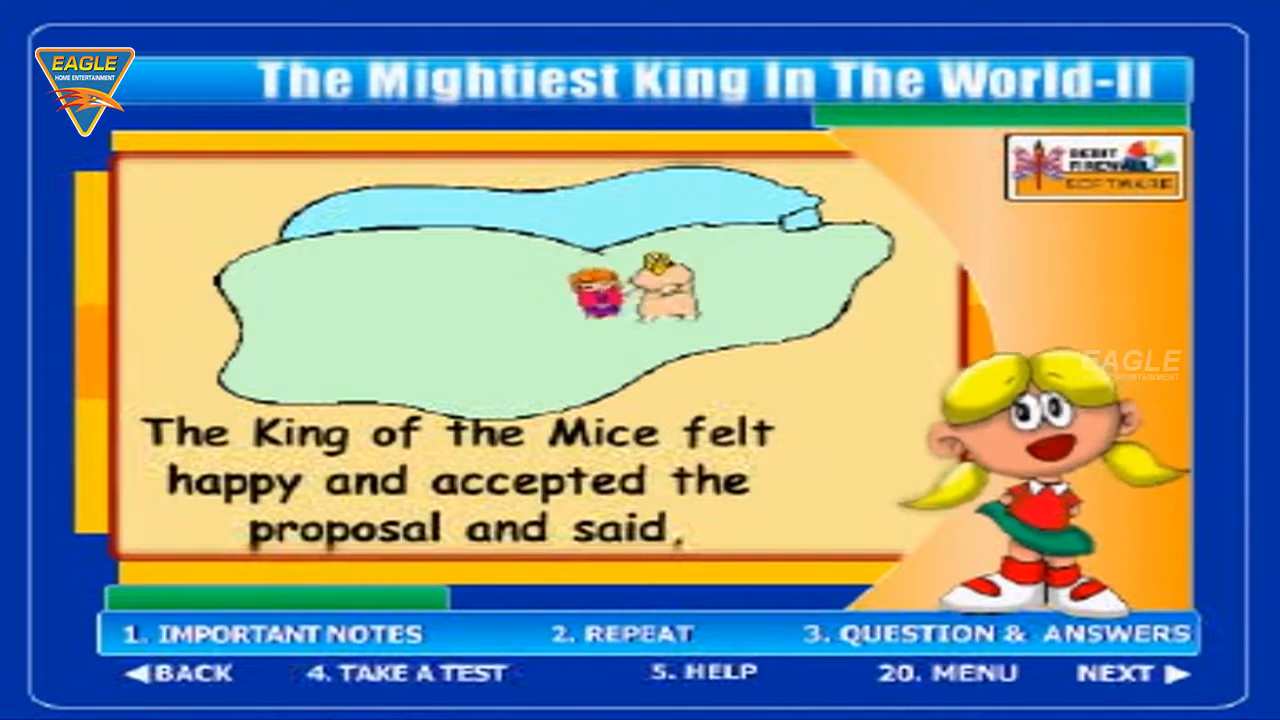 EAGLE
HOME ENTERTAINMENT
The Mightiest King in The World-II
SOFTWARE
EAGLE
The King of the Mice felt
happy and accepted the
proposal and said,
1. IMPORTANT NOTES 2. REPEAT 3. QUESTION & ANSWERS
◀BACK 4. TAKE A TEST 5. HELP 20. MENU NEXT ▶